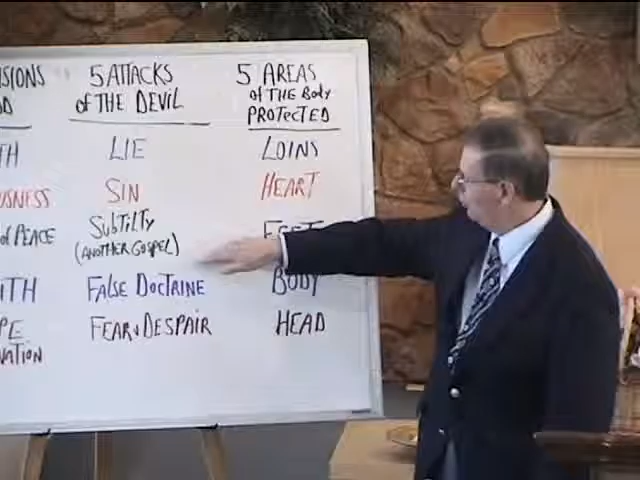 5 ATTACKS
of THE DEVIL
5 AREAS
of THE BODY
PROTECTED
LIE
LOINS
SIN
HEART
SUBTILTY
(ANOTHER GOSPEL)
of PEACE
FEET
FALSE DOCTRINE
BODY
FEAR & DESPAIR
HEAD